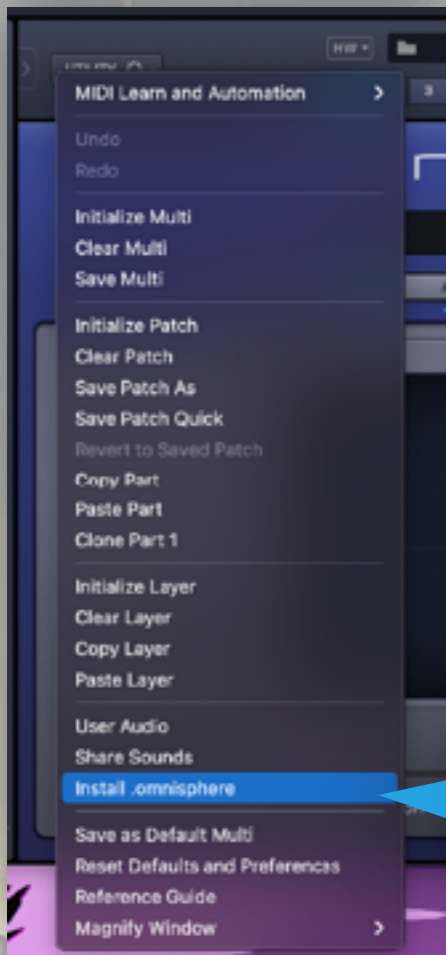 HW
UTILITY
3
MIDI Learn and Automation
Undo
Redo
Initialize Multi
Clear Multi
Save Multi
Initialize Patch
Clear Patch
Save Patch As
Save Patch Quick
Revert to Saved Patch
Copy Part
Paste Part
Clone Part 1
Initialize Layer
Clear Layer
Copy Layer
Paste Layer
User Audio
Share Sounds
Install .omnisphere
Save as Default Multi
Reset Defaults and Preferences
Reference Guide
Magnify Window